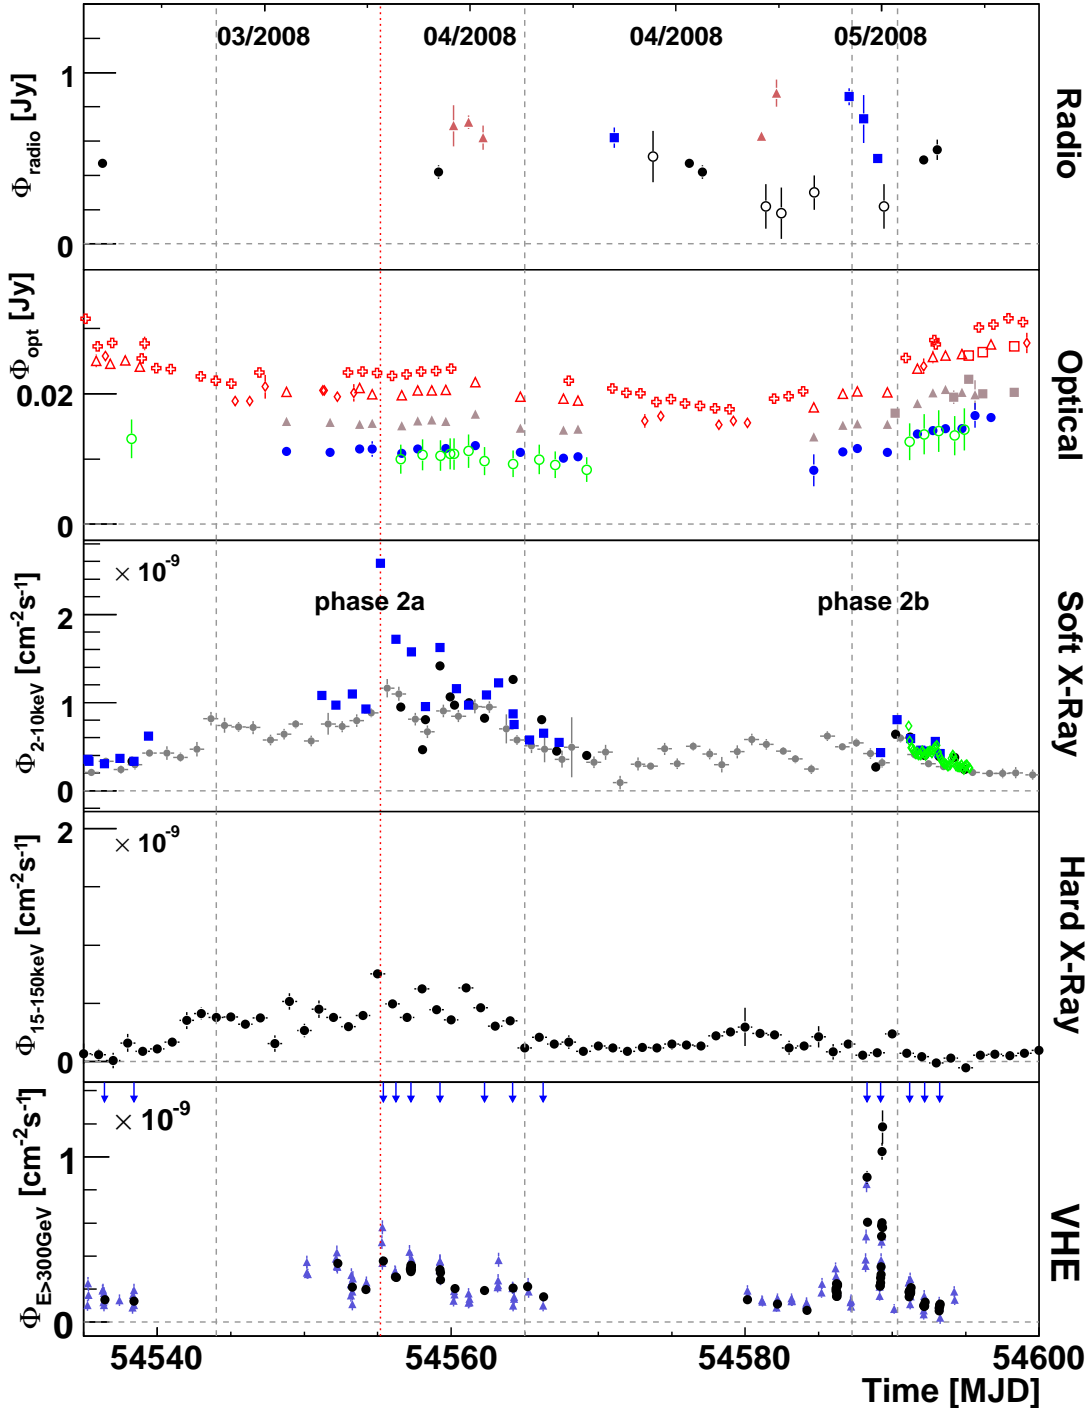 03/2008 04/2008 04/2008 05/2008
1
0
Φradio [Jy]
Radio
0.02
0
Φopt [Jy]
Optical
× 10⁻⁹
phase 2a phase 2b
2
1
0
Φ2-10keV [cm⁻²s⁻¹]
Soft X-Ray
2
× 10⁻⁹
0
Φ15-150keV [cm⁻²s⁻¹]
Hard X-Ray
× 10⁻⁹
1
0
ΦE>300GeV [cm⁻²s⁻¹]
VHE
54540 54560 54580 54600
Time [MJD]